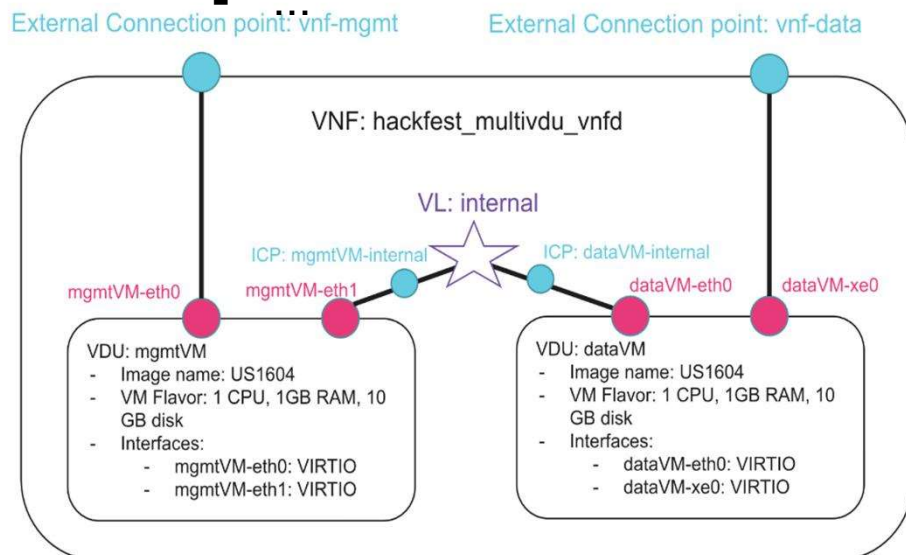 ...
External Connection point: vnf-mgmt
External Connection point: vnf-data
VNF: hackfest_multivdu_vnfd
VL: internal
ICP: mgmtVM-internal
ICP: dataVM-internal
mgmtVM-eth0
mgmtVM-eth1
dataVM-eth0
dataVM-xe0
VDU: mgmtVM
- Image name: US1604
- VM Flavor: 1 CPU, 1GB RAM, 10
GB disk
- Interfaces:
- mgmtVM-eth0: VIRTIO
- mgmtVM-eth1: VIRTIO
VDU: dataVM
- Image name: US1604
- VM Flavor: 1 CPU, 1GB RAM, 10
GB disk
- Interfaces:
- dataVM-eth0: VIRTIO
- dataVM-xe0: VIRTIO